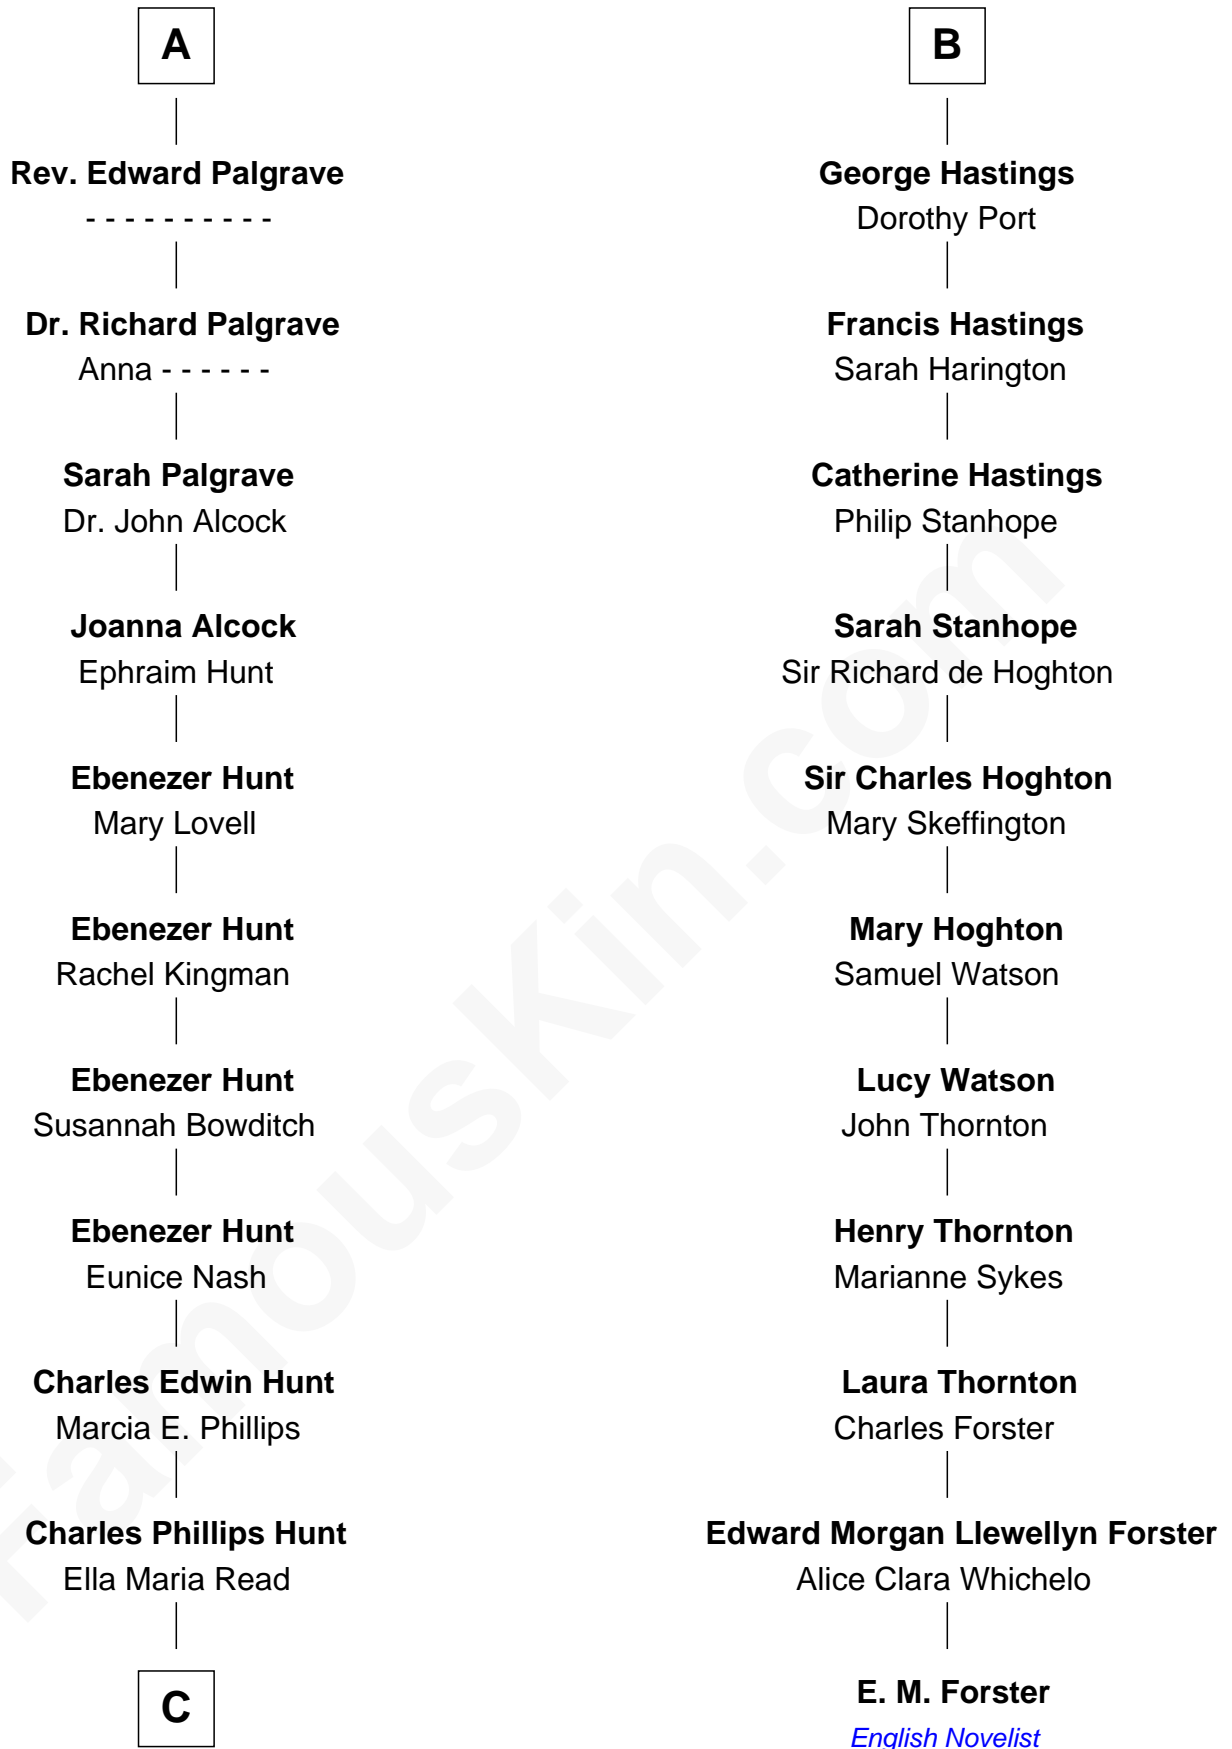 A
Rev. Edward Palgrave
- - - - - - - - - -
Dr. Richard Palgrave
Anna - - - - - -
Sarah Palgrave
Dr. John Alcock
Joanna Alcock
Ephraim Hunt
Ebenezer Hunt
Mary Lovell
Ebenezer Hunt
Rachel Kingman
Ebenezer Hunt
Susannah Bowditch
Ebenezer Hunt
Eunice Nash
Charles Edwin Hunt
Marcia E. Phillips
Charles Phillips Hunt
Ella Maria Read
C
B
George Hastings
Dorothy Port
Francis Hastings
Sarah Harington
Catherine Hastings
Philip Stanhope
Sarah Stanhope
Sir Richard de Hoghton
Sir Charles Hoghton
Mary Skeffington
Mary Hoghton
Samuel Watson
Lucy Watson
John Thornton
Henry Thornton
Marianne Sykes
Laura Thornton
Charles Forster
Edward Morgan Llewellyn Forster
Alice Clara Whichelo
E. M. Forster
English Novelist
FamousKin.com